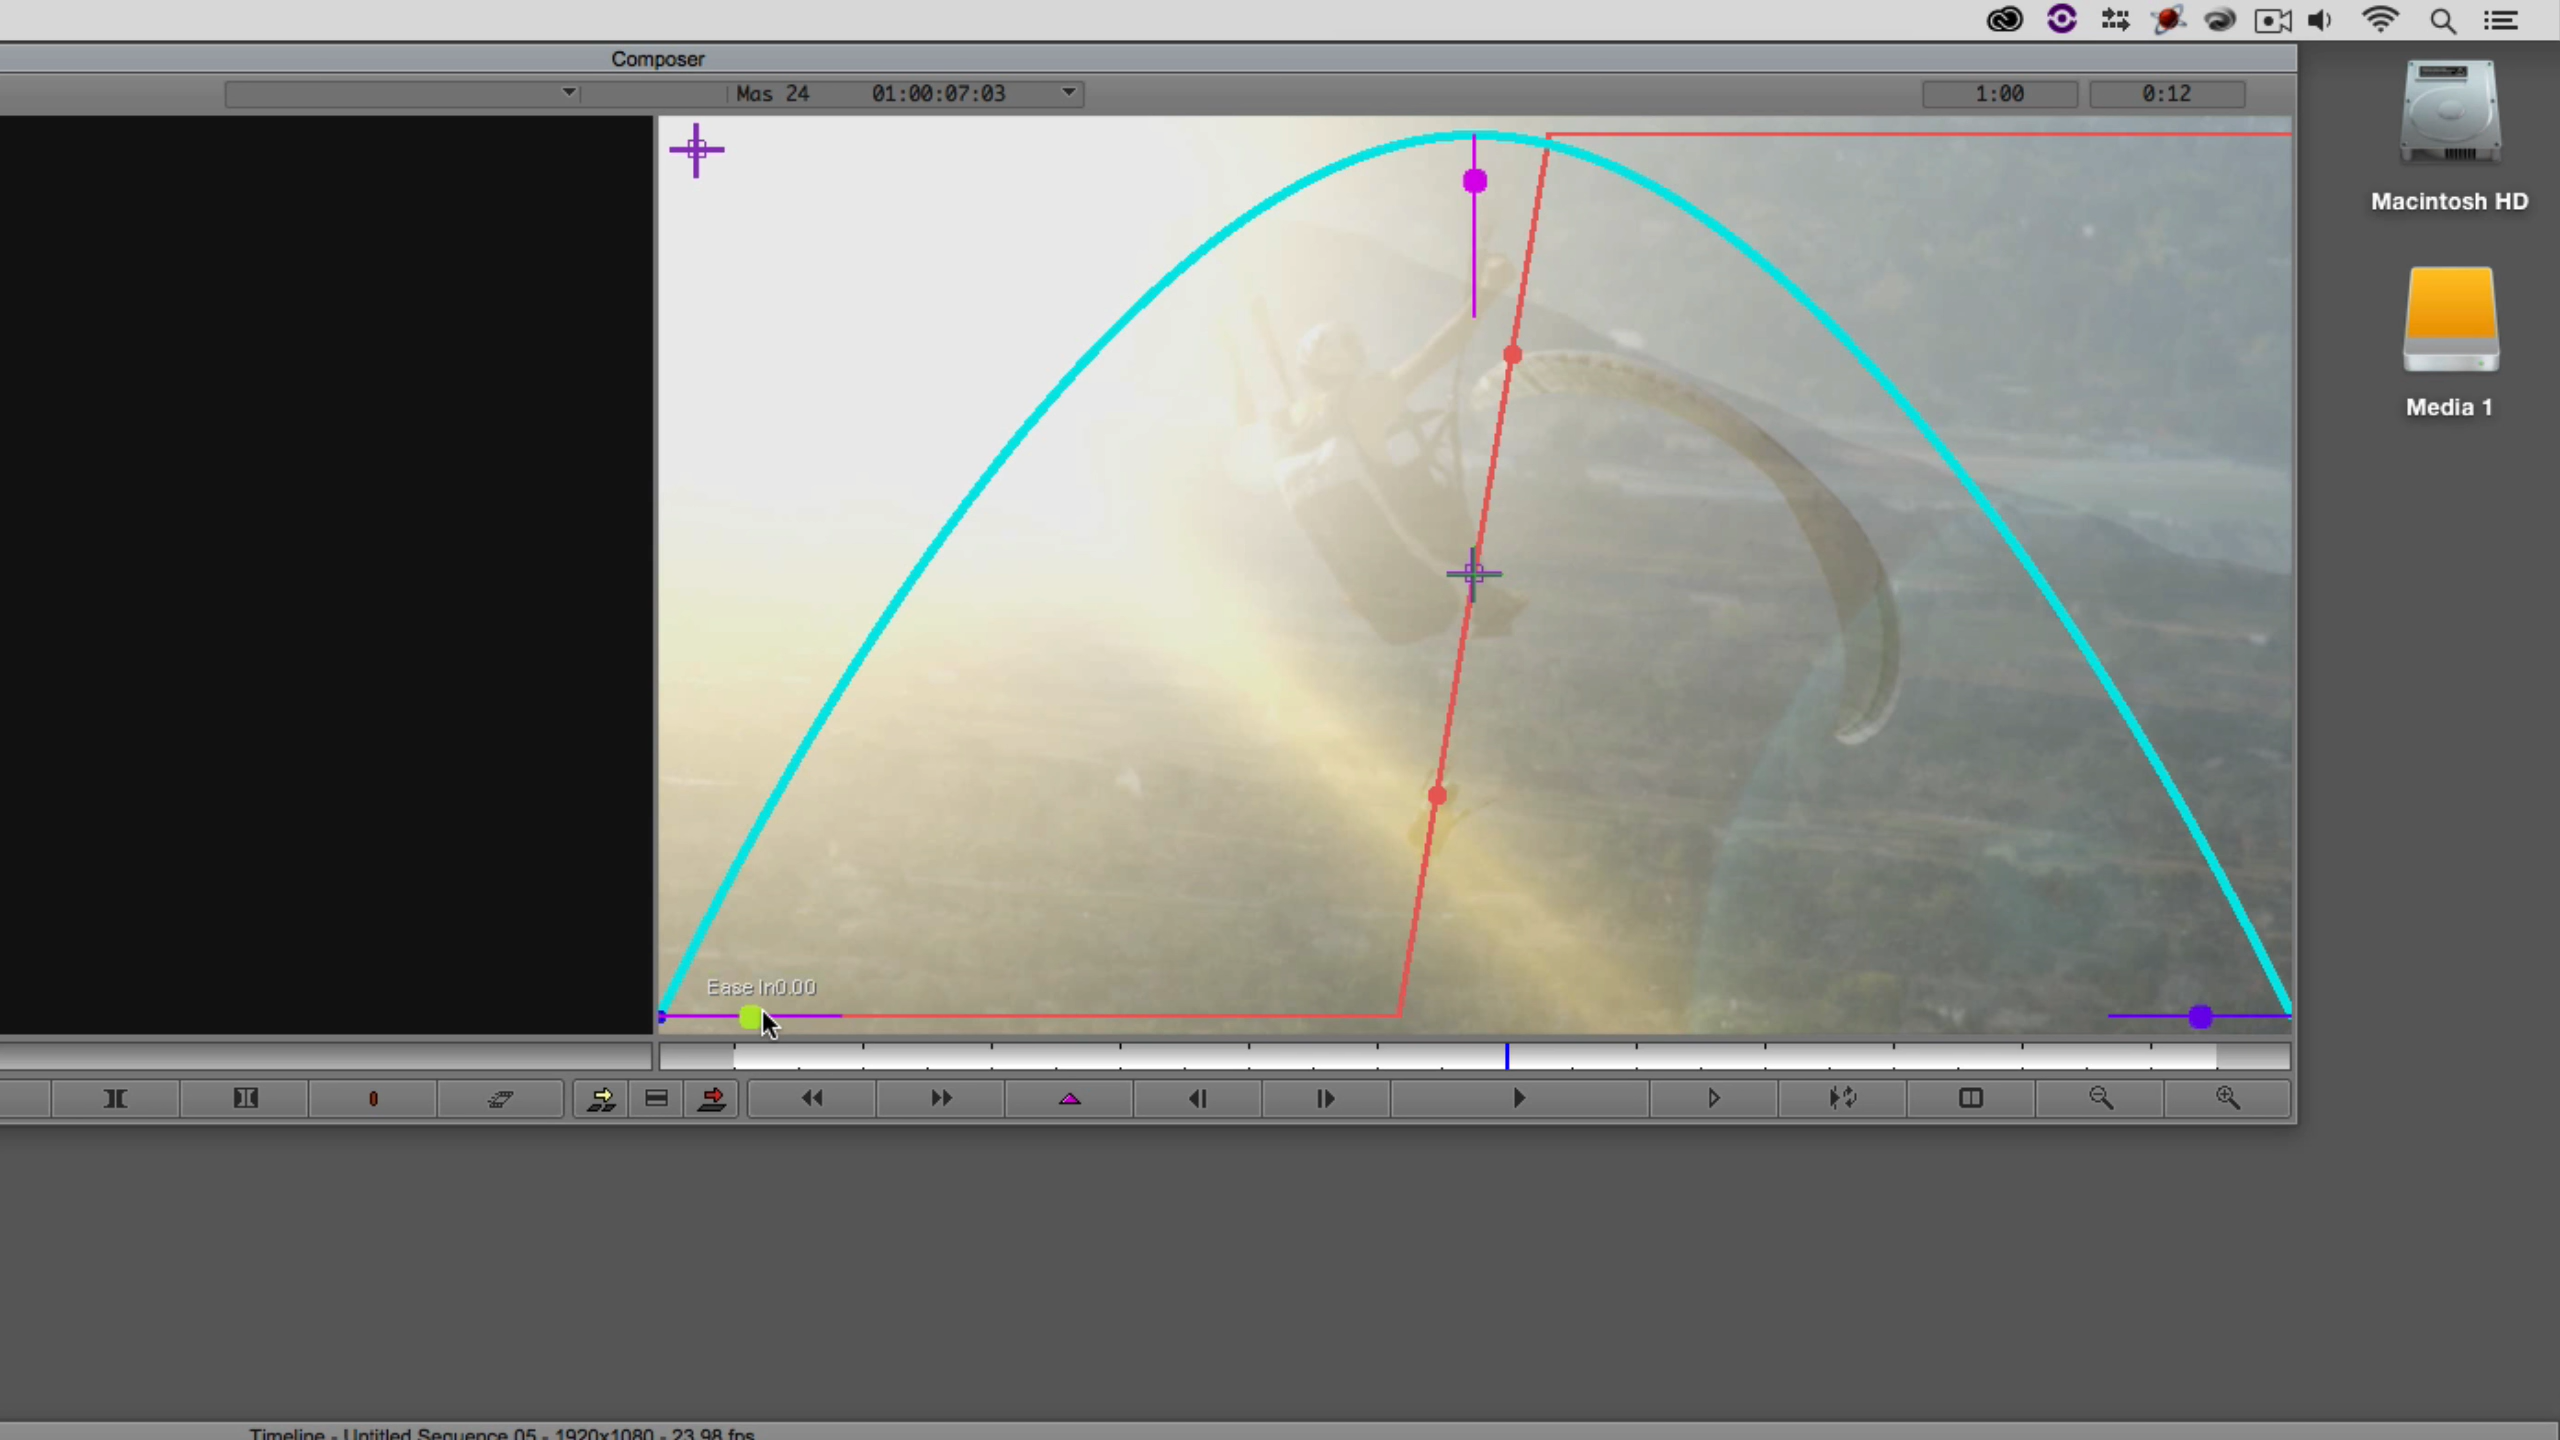 Composer
Mas 24 01:00:07:03 1:00 0:12
Macintosh HD
Media 1
Ease In0.00
Timeline - Untitled Sequence 05 - 1920x1080 - 23.98 fps